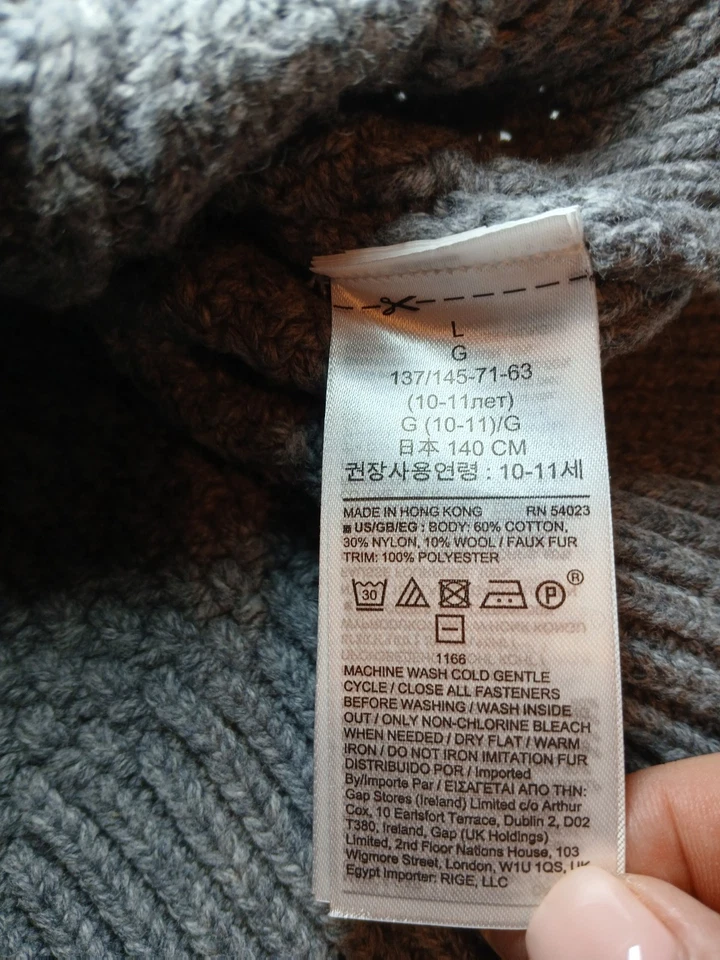 L
G
137/145-71-63
(10-11лет)
G (10-11)/G
日本 140 CM
권장사용연령 : 10-11세
MADE IN HONG KONG RN 54023
US/GB/EG : BODY: 60% COTTON,
30% NYLON, 10% WOOL / FAUX FUR
TRIM: 100% POLYESTER
30 P ®
1166
MACHINE WASH COLD GENTLE
CYCLE / CLOSE ALL FASTENERS
BEFORE WASHING / WASH INSIDE
OUT / ONLY NON-CHLORINE BLEACH
WHEN NEEDED / DRY FLAT / WARM
IRON / DO NOT IRON IMITATION FUR
DISTRIBUIDO POR / Imported
By/Importe Par / ΕΙΣΑΓΕΤΑΙ ΑΠΟ ΤΗΝ:
Gap Stores (Ireland) Limited c/o Arthur
Cox, 10 Earlsfort Terrace, Dublin 2, D02
T380, Ireland, Gap (UK Holdings)
Limited, 2nd Floor Nations House, 103
Wigmore Street, London, W1U 1QS, UK
Egypt Importer: RIGE, LLC